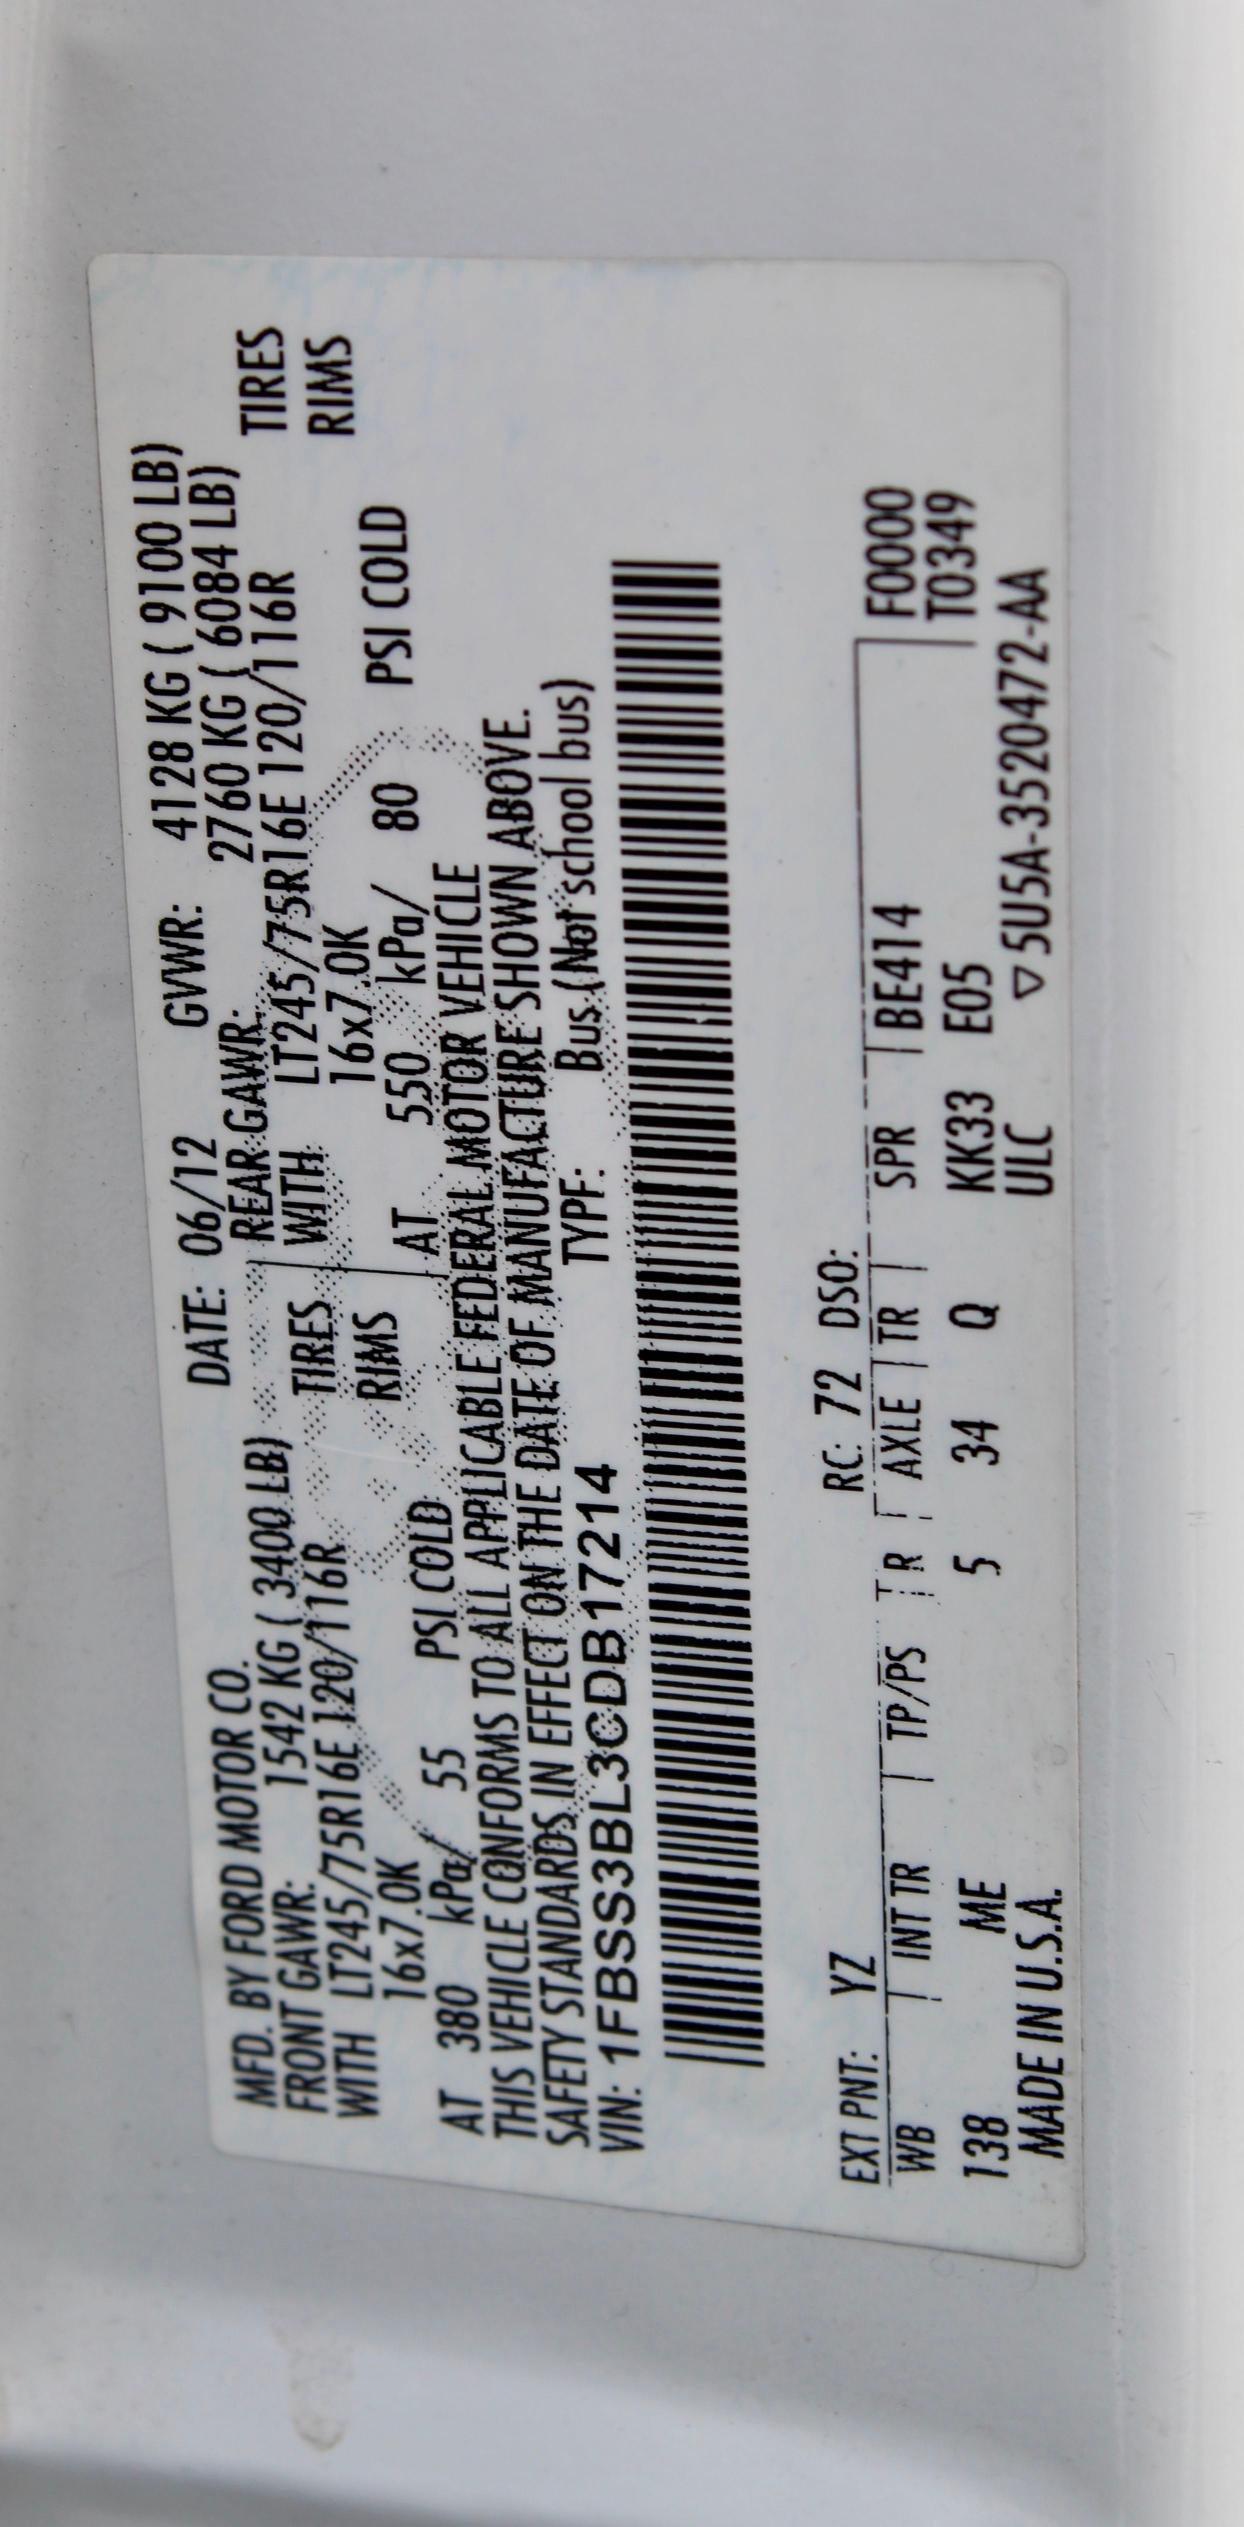 MFD. BY FORD MOTOR CO. DATE: 06/12 GVWR: 4128 KG ( 9100 LB)
FRONT GAWR: 1542 KG ( 3400 LB) REAR GAWR: 2760 KG ( 6084 LB)
WITH LT245/75R16E 120/116R TIRES WITH LT245/75R16E 120/116R TIRES
16x7.0K RIMS 16x7.0K RIMS
AT 380 kPa/ 55 PSI COLD AT 550 kPa/ 80 PSI COLD
THIS VEHICLE CONFORMS TO ALL APPLICABLE FEDERAL MOTOR VEHICLE
SAFETY STANDARDS IN EFFECT ON THE DATE OF MANUFACTURE SHOWN ABOVE.
VIN: 1FBSS3BL3CDB17214 TYPE: Bus (Not school bus)
EXT PNT: YZ RC: 72 DSO: F0000
WB INT TR TP/PS R AXLE TR SPR BE414 T0349
138 ME 5 34 Q KK33 E05
MADE IN U.S.A. ULC ▽5U5A-3520472-AA